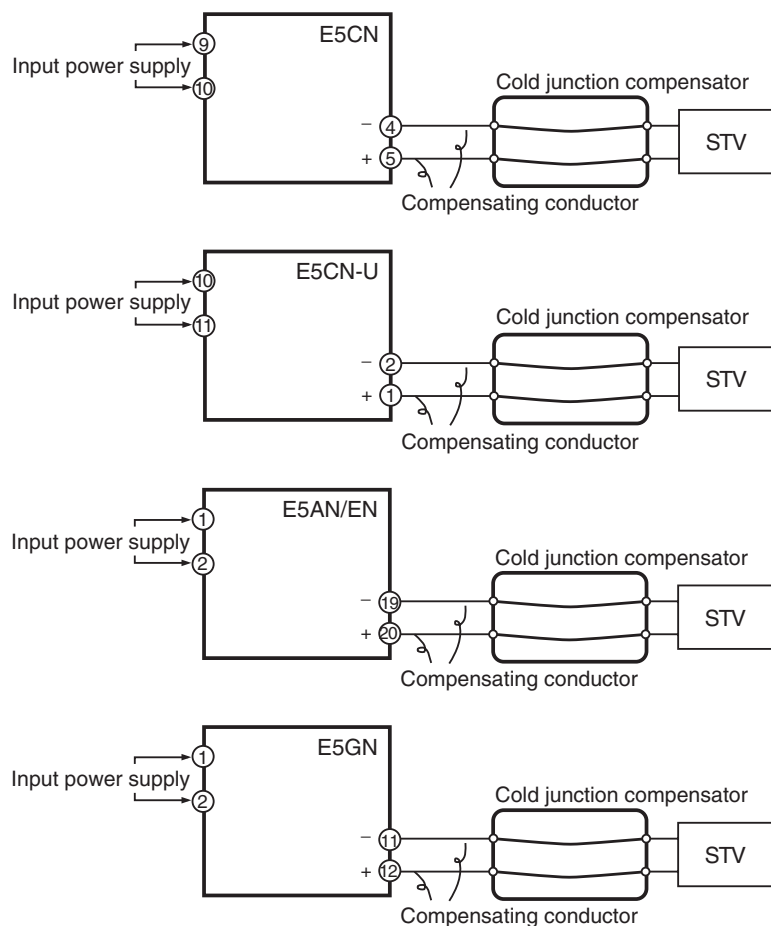 E5CN
9
Input power supply
10
Cold junction compensator
− 4
STV
+ 5
Compensating conductor
E5CN-U
10
Input power supply
11
Cold junction compensator
− 2
STV
+ 1
Compensating conductor
E5AN/EN
1
Input power supply
2
Cold junction compensator
− 19
STV
+ 20
Compensating conductor
E5GN
1
Input power supply
2
Cold junction compensator
− 11
STV
+ 12
Compensating conductor